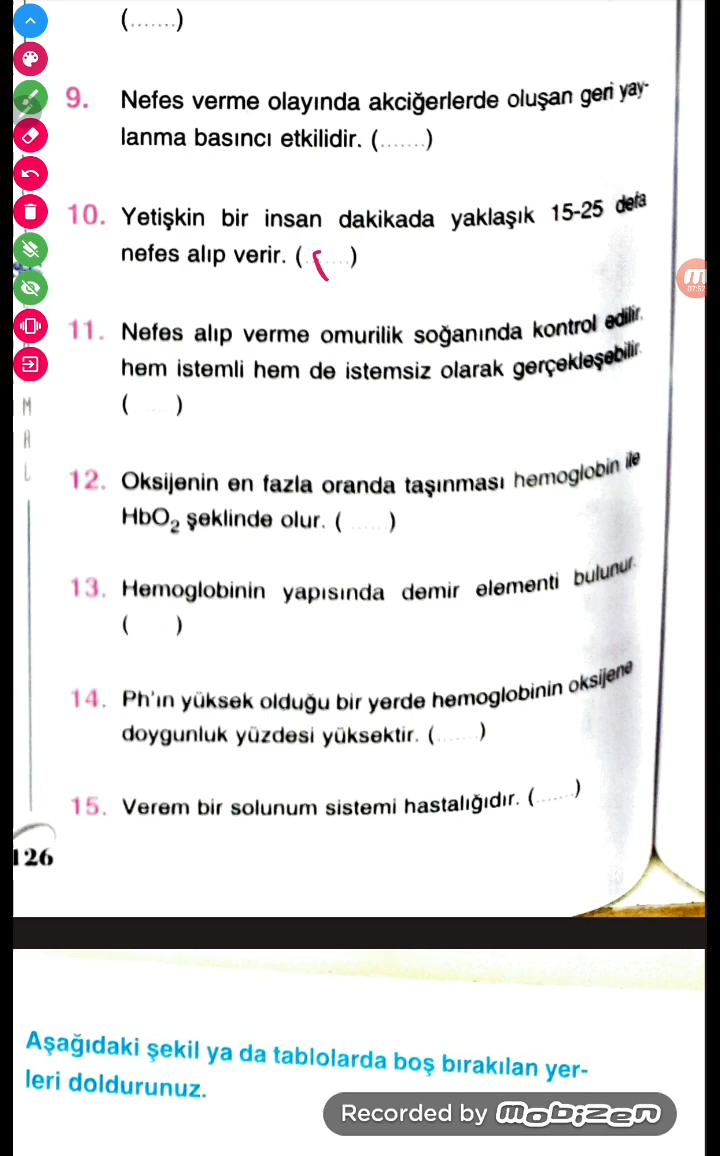 (.......)
9. Nefes verme olayında akciğerlerde oluşan geri yay-
lanma basıncı etkilidir. (.......)
10. Yetişkin bir insan dakikada yaklaşık 15-25 defa
nefes alıp verir. ( )
11. Nefes alıp verme omurilik soğanında kontrol edilir.
hem istemli hem de istemsiz olarak gerçekleşebilir.
( )
12. Oksijenin en fazla oranda taşınması hemoglobin ile
HbO₂ şeklinde olur. ( )
13. Hemoglobinin yapısında demir elementi bulunur.
( )
14. Ph'ın yüksek olduğu bir yerde hemoglobinin oksijene
doygunluk yüzdesi yüksektir. (.......)
15. Verem bir solunum sistemi hastalığıdır. (.......)
M
A
L
126
07:52
Aşağıdaki şekil ya da tablolarda boş bırakılan yer-
leri doldurunuz.
Recorded by mobizen